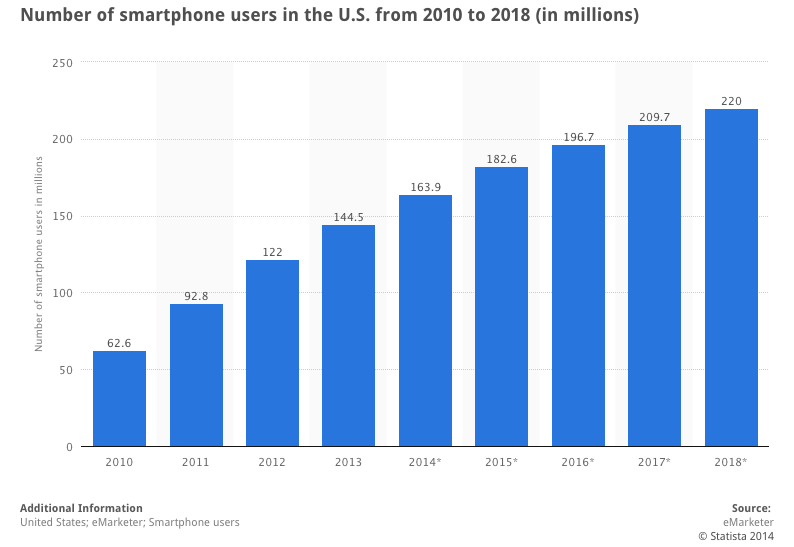 Number of smartphone users in the U.S. from 2010 to 2018 (in millions)
Number of smartphone users in millions
250
200
150
100
50
0
62.6
92.8
122
144.5
163.9
182.6
196.7
209.7
220
2010 2011 2012 2013 2014* 2015* 2016* 2017* 2018*
Additional Information
United States; eMarketer; Smartphone users
Source:
eMarketer
© Statista 2014